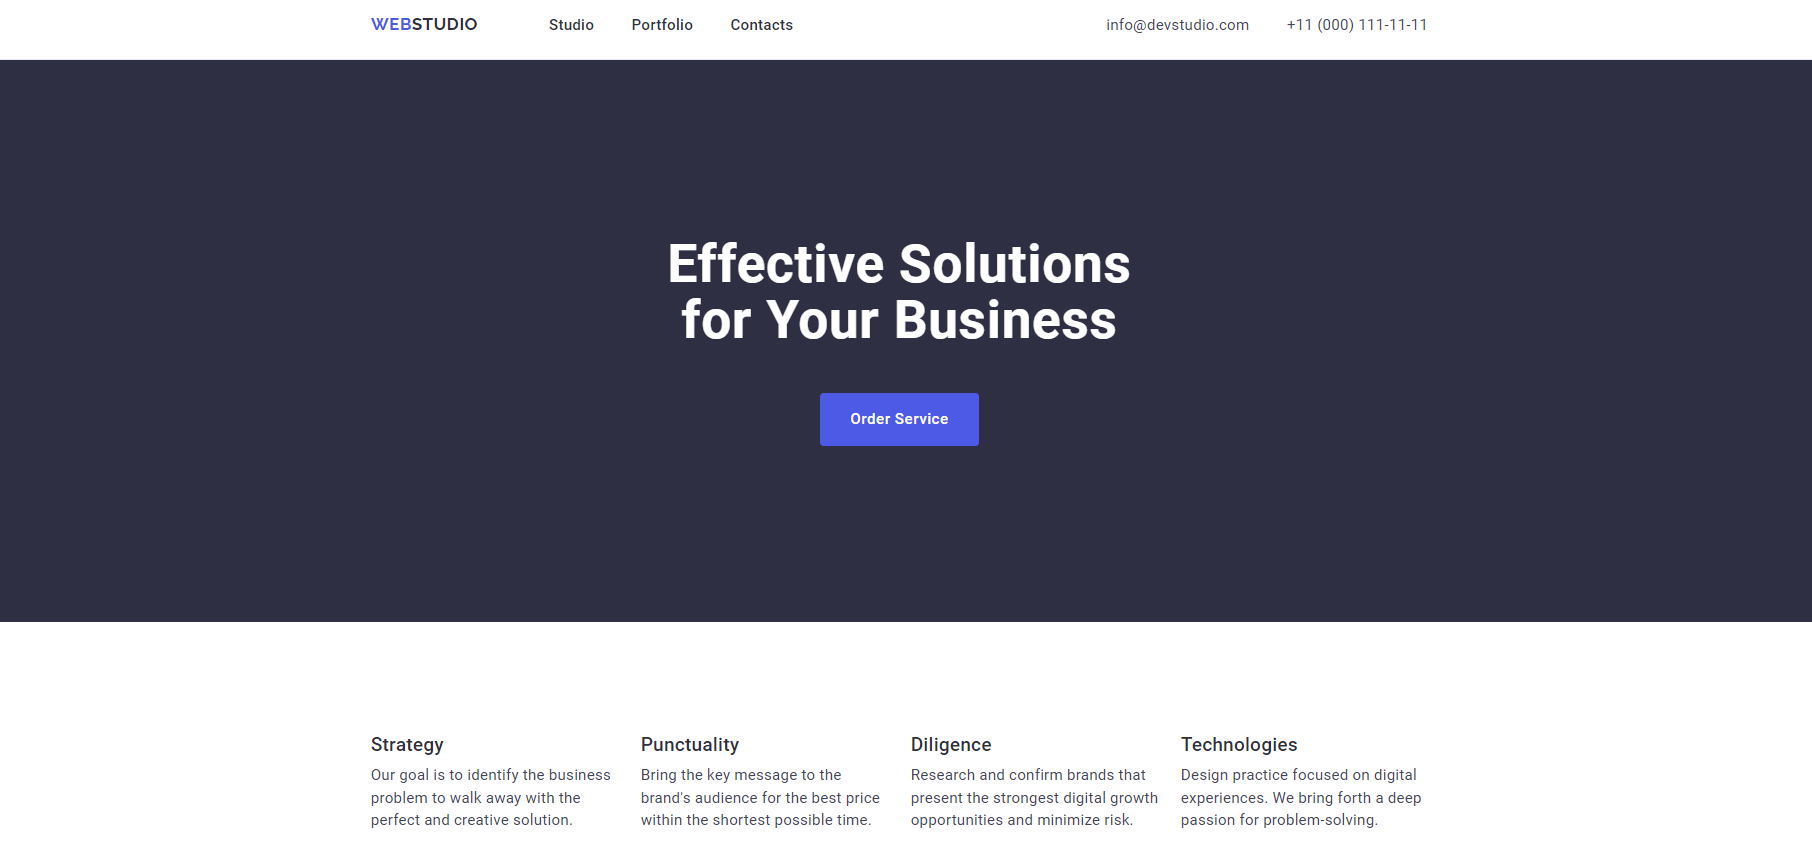 WEBSTUDIO Studio Portfolio Contacts info@devstudio.com +11 (000) 111-11-11
Effective Solutions
for Your Business
Order Service
Strategy
Our goal is to identify the business
problem to walk away with the
perfect and creative solution.
Punctuality
Bring the key message to the
brand's audience for the best price
within the shortest possible time.
Diligence
Research and confirm brands that
present the strongest digital growth
opportunities and minimize risk.
Technologies
Design practice focused on digital
experiences. We bring forth a deep
passion for problem-solving.